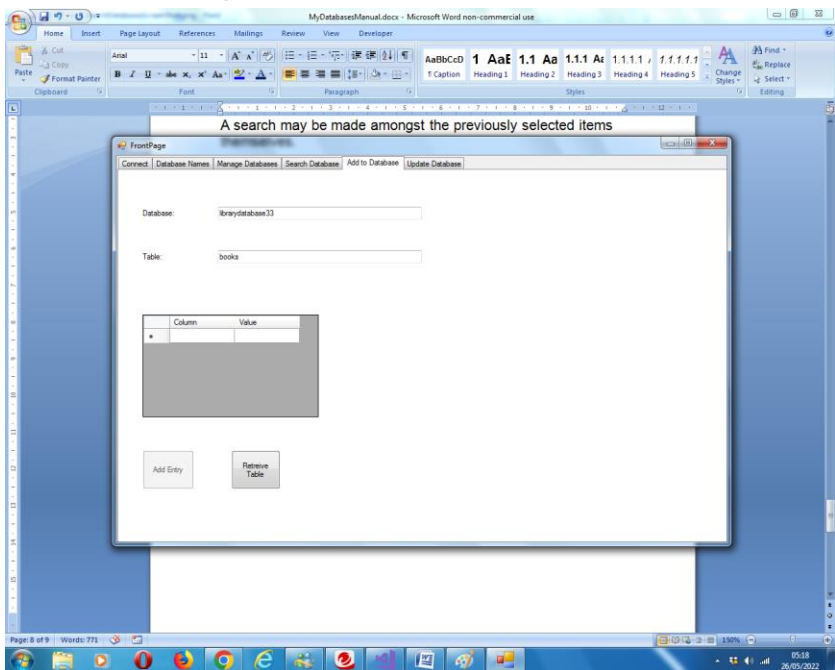 MyDatabasesManual.docx - Microsoft Word non-commercial use
Home Insert Page Layout References Mailings Review View Developer
Paste
Cut
Copy
Format Painter
Clipboard
Arial 11
Font
Paragraph
AaBbCcD 1 AaE 1.1 Aa 1.1.1 Aa 1.1.1.1 1.1.1.1.1
¶ Caption Heading 1 Heading 2 Heading 3 Heading 4 Heading 5
Change Styles
Styles
Find
Replace
Select
Editing
A search may be made amongst the previously selected items
themselves.
FrontPage
Connect Database Names Manage Databases Search Database Add to Database Update Database
Database: librarydatabase33
Table: books
Column Value
*
Add Entry
Retreive
Table
Page: 8 of 9 Words: 771
150%
05:18
26/05/2022